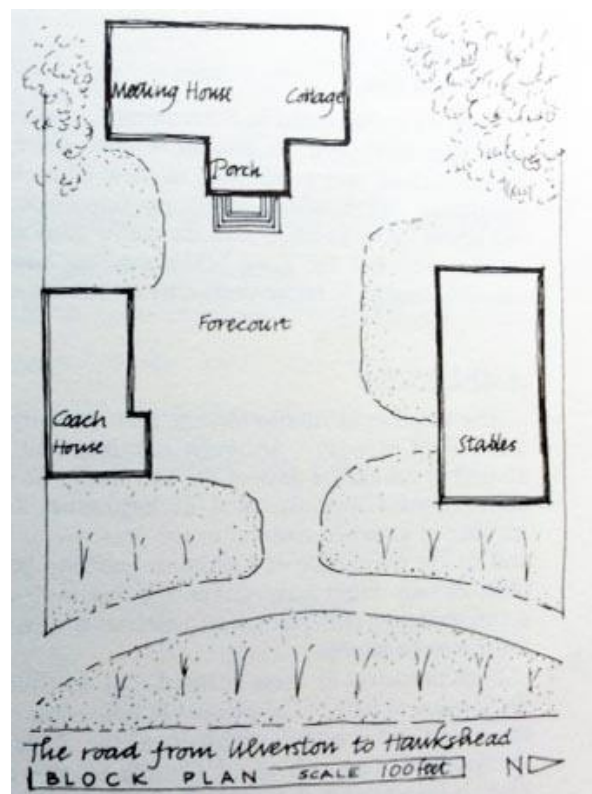 Meeting House Cottage
Porch
Forecourt
Coach
House
Stables
The road from Ulverston to Hawkshead
BLOCK PLAN SCALE 100 feet N